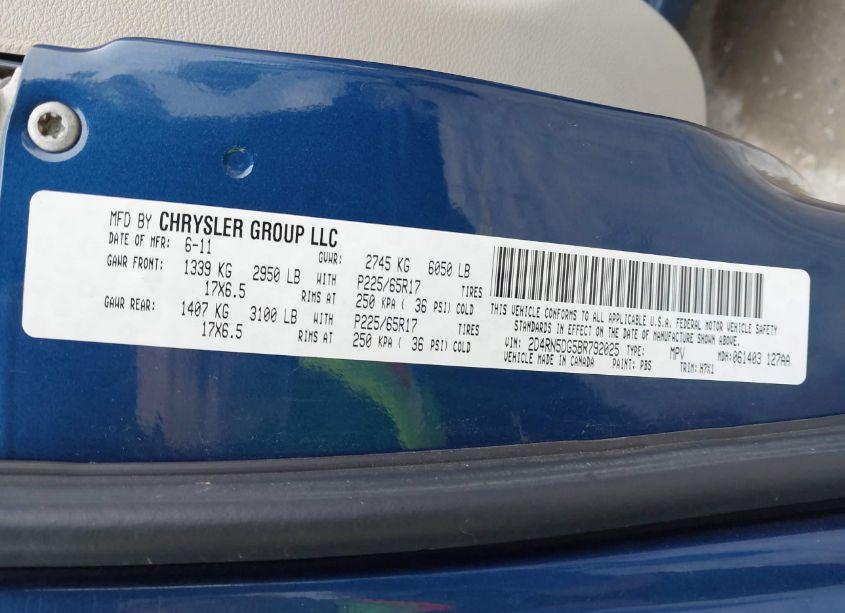 MFD BY CHRYSLER GROUP LLC
DATE OF MFR: 6-11 GVWR: 2745 KG 6050 LB
GAWR FRONT: 1339 KG 2950 LB WITH P225/65R17 TIRES
17X6.5 RIMS AT 250 KPA ( 36 PSI) COLD
GAWR REAR: 1407 KG 3100 LB WITH P225/65R17 TIRES
17X6.5 RIMS AT 250 KPA ( 36 PSI) COLD
THIS VEHICLE CONFORMS TO ALL APPLICABLE U.S.A. FEDERAL MOTOR VEHICLE SAFETY
STANDARDS IN EFFECT ON THE DATE OF MANUFACTURE SHOWN ABOVE.
VIN: 2D4RN5DG5BR792025 TYPE: MPV MDH: 061403 127AA
VEHICLE MADE IN CANADA PAINT: PBS TRIM: H7X1